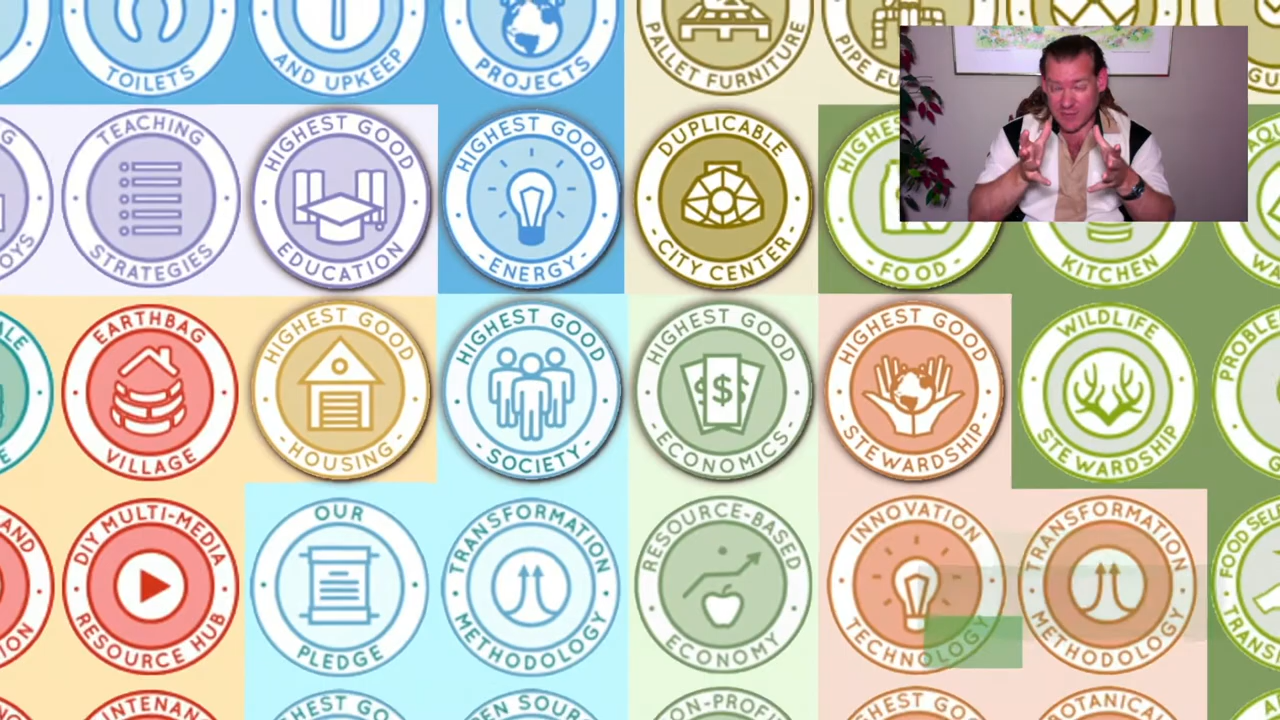 TOILETS
AND UPKEEP
PROJECTS
PALLET FURNITURE
TEACHING
STRATEGIES
HIGHEST GOOD
EDUCATION
HIGHEST GOOD
- ENERGY -
DUPLICABLE
- CITY CENTER -
- FOOD -
KITCHEN
EARTHBAG
VILLAGE
HIGHEST GOOD
- HOUSING -
HIGHEST GOOD
- SOCIETY -
HIGHEST GOOD
- ECONOMICS -
$ $ $
HIGHEST GOOD
- STEWARDSHIP -
WILDLIFE
STEWARDSHIP
DIY MULTI-MEDIA
RESOURCE HUB
OUR
PLEDGE
TRANSFORMATION
METHODOLOGY
RESOURCE-BASED
ECONOMY
INNOVATION
TECHNOLOGY
TRANSFORMATION
METHODOLOGY